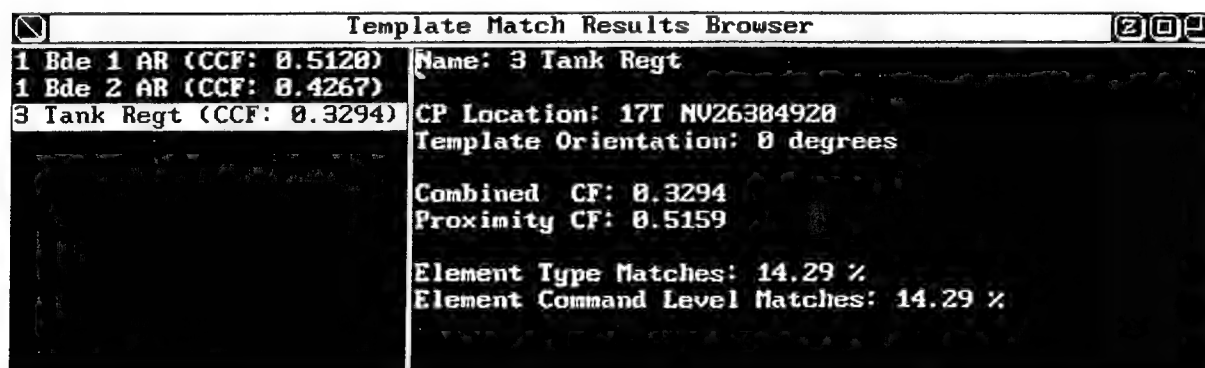 Template Match Results Browser
1 Bde 1 AR (CCF: 0.5120)
1 Bde 2 AR (CCF: 0.4267)
3 Tank Regt (CCF: 0.3294)
Name: 3 Tank Regt
CP Location: 17T NV26304920
Template Orientation: 0 degrees
Combined CF: 0.3294
Proximity CF: 0.5159
Element Type Matches: 14.29 %
Element Command Level Matches: 14.29 %